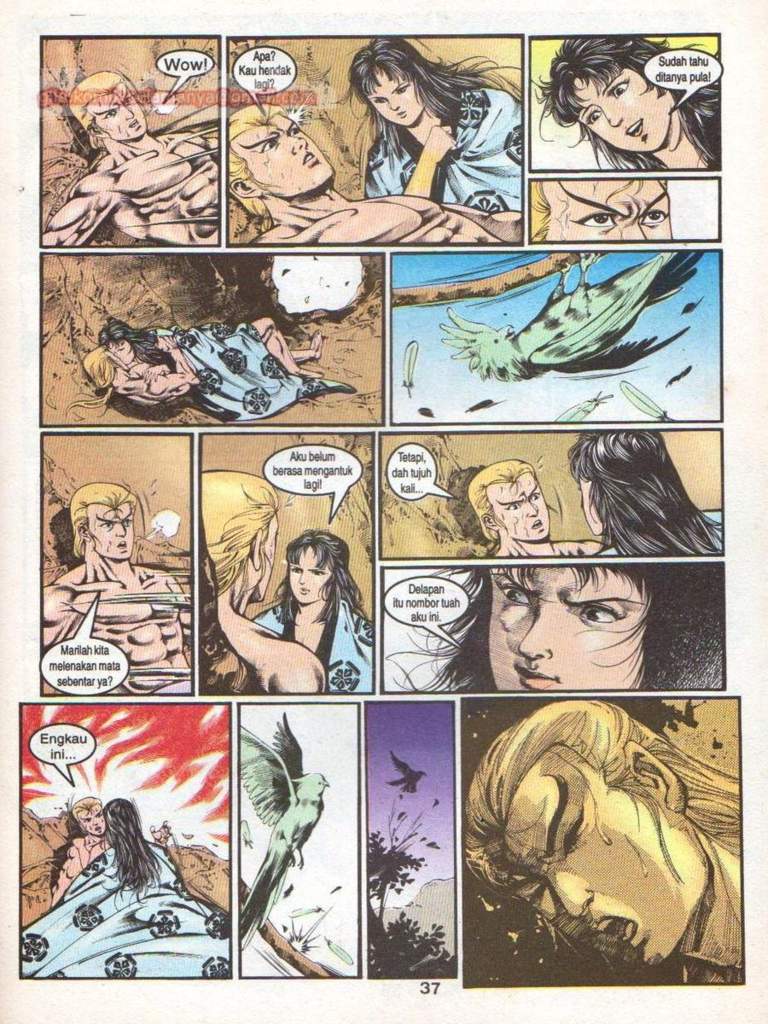 Wow!
Apa?
Kau hendak
lagi?
Sudah tahu
ditanya pula!
Marilah kita
melenakan mata
sebentar ya?
Aku belum
berasa mengantuk
lagi!
Tetapi,
dah tujuh
kali...
Delapan
itu nombor tuah
aku ini.
Engkau
ini...
37